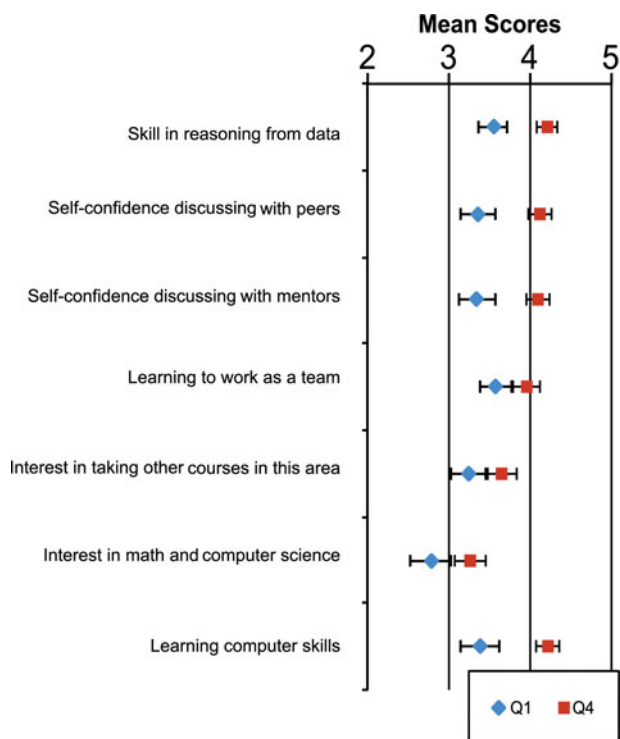 Mean Scores
2 3 4 5
Skill in reasoning from data
Self-confidence discussing with peers
Self-confidence discussing with mentors
Learning to work as a team
Interest in taking other courses in this area
Interest in math and computer science
Learning computer skills
Q1 Q4